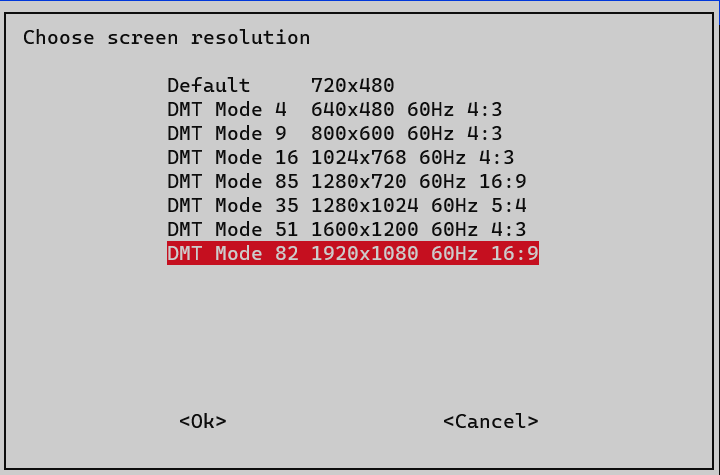 Choose screen resolution
Default     720x480
DMT Mode 4  640x480 60Hz 4:3
DMT Mode 9  800x600 60Hz 4:3
DMT Mode 16 1024x768 60Hz 4:3
DMT Mode 85 1280x720 60Hz 16:9
DMT Mode 35 1280x1024 60Hz 5:4
DMT Mode 51 1600x1200 60Hz 4:3
DMT Mode 82 1920x1080 60Hz 16:9
<Ok> <Cancel>